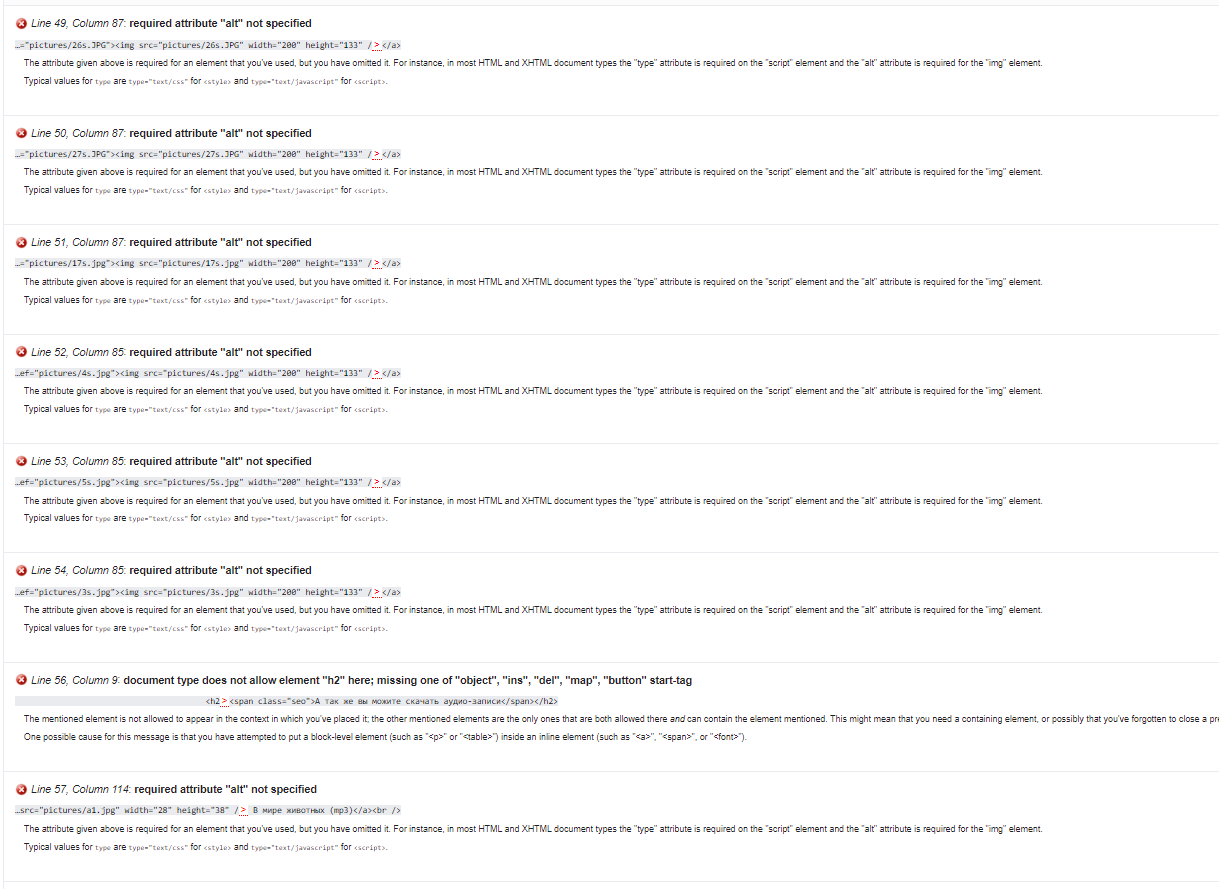 Line 49, Column 87: required attribute "alt" not specified
…="pictures/26s.JPG"><img src="pictures/26s.JPG" width="200" height="133" /></a>
The attribute given above is required for an element that you've used, but you have omitted it. For instance, in most HTML and XHTML document types the "type" attribute is required on the "script" element and the "alt" attribute is required for the "img" element.
Typical values for type are type="text/css" for <style> and type="text/javascript" for <script>.
Line 50, Column 87: required attribute "alt" not specified
…="pictures/27s.JPG"><img src="pictures/27s.JPG" width="200" height="133" /></a>
The attribute given above is required for an element that you've used, but you have omitted it. For instance, in most HTML and XHTML document types the "type" attribute is required on the "script" element and the "alt" attribute is required for the "img" element.
Typical values for type are type="text/css" for <style> and type="text/javascript" for <script>.
Line 51, Column 87: required attribute "alt" not specified
…="pictures/17s.jpg"><img src="pictures/17s.jpg" width="200" height="133" /></a>
The attribute given above is required for an element that you've used, but you have omitted it. For instance, in most HTML and XHTML document types the "type" attribute is required on the "script" element and the "alt" attribute is required for the "img" element.
Typical values for type are type="text/css" for <style> and type="text/javascript" for <script>.
Line 52, Column 85: required attribute "alt" not specified
…ef="pictures/4s.jpg"><img src="pictures/4s.jpg" width="200" height="133" /></a>
The attribute given above is required for an element that you've used, but you have omitted it. For instance, in most HTML and XHTML document types the "type" attribute is required on the "script" element and the "alt" attribute is required for the "img" element.
Typical values for type are type="text/css" for <style> and type="text/javascript" for <script>.
Line 53, Column 85: required attribute "alt" not specified
…ef="pictures/5s.jpg"><img src="pictures/5s.jpg" width="200" height="133" /></a>
The attribute given above is required for an element that you've used, but you have omitted it. For instance, in most HTML and XHTML document types the "type" attribute is required on the "script" element and the "alt" attribute is required for the "img" element.
Typical values for type are type="text/css" for <style> and type="text/javascript" for <script>.
Line 54, Column 85: required attribute "alt" not specified
…ef="pictures/3s.jpg"><img src="pictures/3s.jpg" width="200" height="133" /></a>
The attribute given above is required for an element that you've used, but you have omitted it. For instance, in most HTML and XHTML document types the "type" attribute is required on the "script" element and the "alt" attribute is required for the "img" element.
Typical values for type are type="text/css" for <style> and type="text/javascript" for <script>.
Line 56, Column 9: document type does not allow element "h2" here; missing one of "object", "ins", "del", "map", "button" start-tag
<h2><span class="seo">А так же вы можите скачать аудио-записи</span></h2>
The mentioned element is not allowed to appear in the context in which you've placed it; the other mentioned elements are the only ones that are both allowed there and can contain the element mentioned. This might mean that you need a containing element, or possibly that you've forgotten to close a pre
One possible cause for this message is that you have attempted to put a block-level element (such as "<p>" or "<table>") inside an inline element (such as "<a>", "<span>", or "<font>").
Line 57, Column 114: required attribute "alt" not specified
…src="pictures/a1.jpg" width="28" height="38" /> В мире животных (mp3)</a><br />
The attribute given above is required for an element that you've used, but you have omitted it. For instance, in most HTML and XHTML document types the "type" attribute is required on the "script" element and the "alt" attribute is required for the "img" element.
Typical values for type are type="text/css" for <style> and type="text/javascript" for <script>.